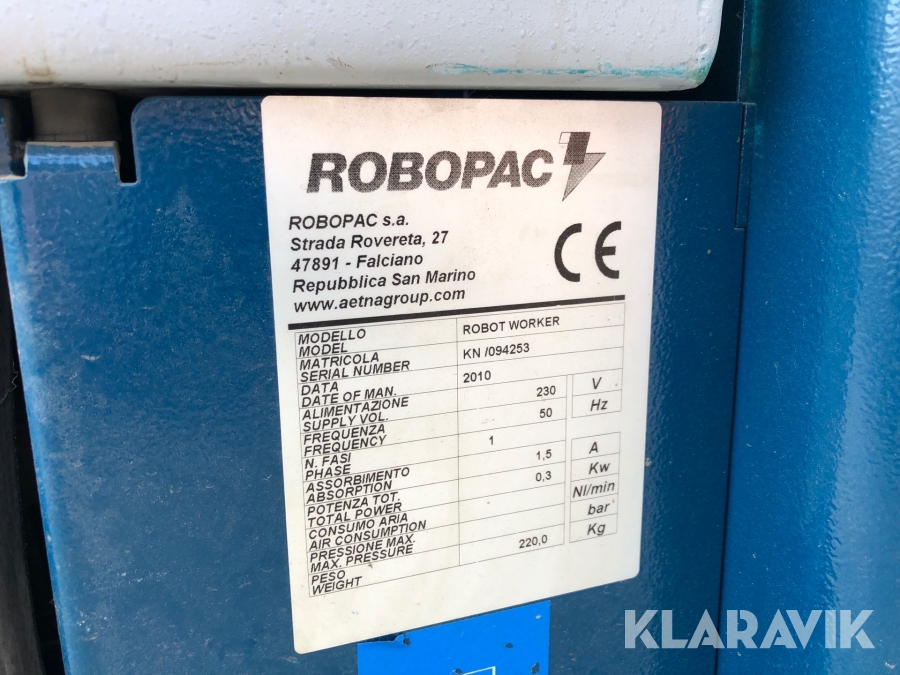 ROBOPAC
ROBOPAC s.a.
Strada Rovereta, 27
47891 - Falciano
Repubblica San Marino
www.aetnagroup.com
CE
MODELLO
MODEL
ROBOT WORKER
MATRICOLA
SERIAL NUMBER
KN /094253
DATA
DATE OF MAN.
2010
ALIMENTAZIONE
SUPPLY VOL.
230 V
FREQUENZA
FREQUENCY
50 Hz
N. FASI
PHASE
1
ASSORBIMENTO
ABSORPTION
1,5 A
POTENZA TOT.
TOTAL POWER
0,3 Kw
CONSUMO ARIA
AIR CONSUMPTION
Nl/min
PRESSIONE MAX.
MAX. PRESSURE
bar
PESO
WEIGHT
220,0 Kg
KLARAVIK